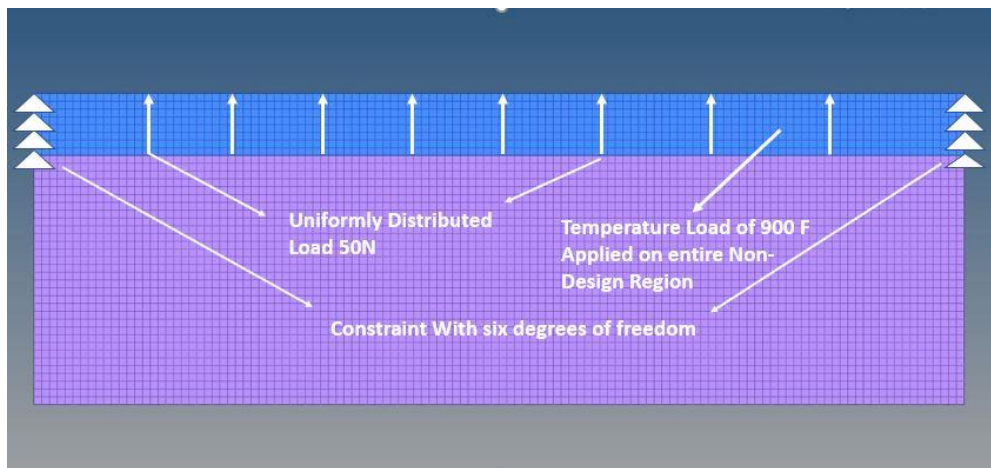 Uniformly Distributed
Load 50N
Temperature Load of 900 F
Applied on entire Non-
Design Region
Constraint With six degrees of freedom